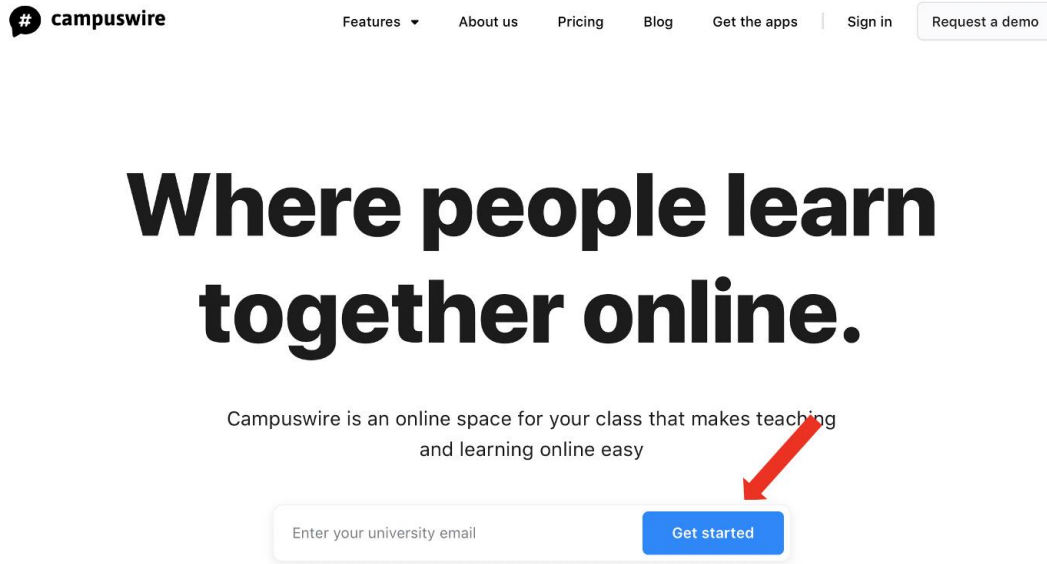 # campuswire
Features About us Pricing Blog Get the apps Sign in Request a demo
Where people learn
together online.
Campuswire is an online space for your class that makes teaching
and learning online easy
Enter your university email Get started